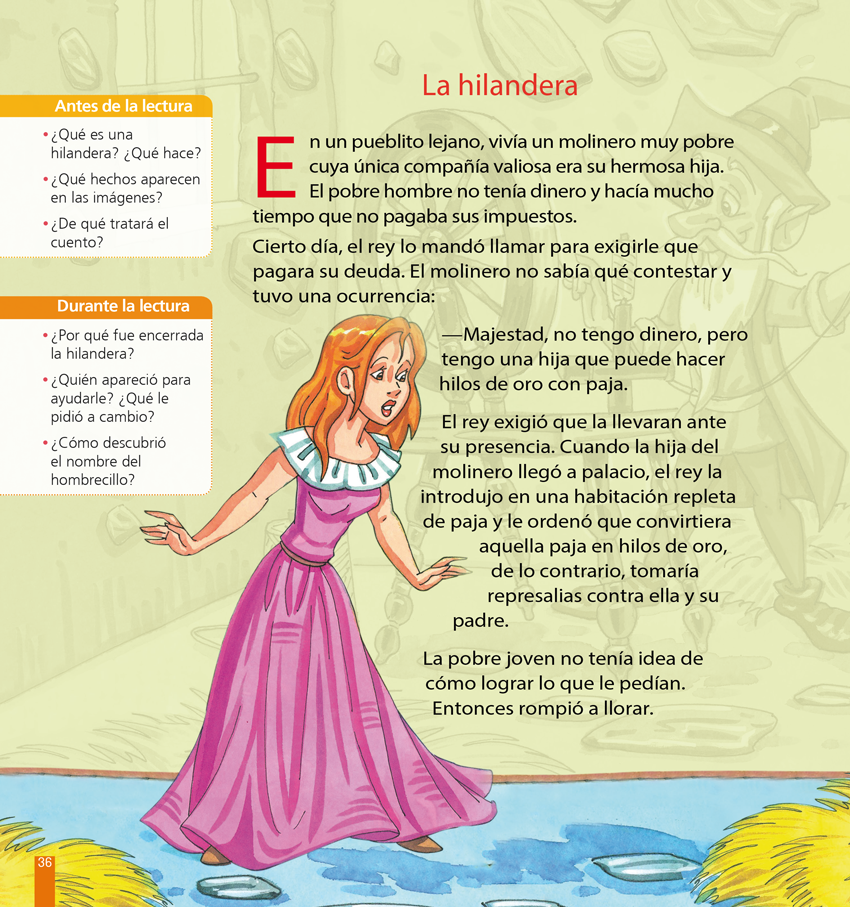 La hilandera
Antes de la lectura
• ¿Qué es una
hilandera? ¿Qué hace?
• ¿Qué hechos aparecen
en las imágenes?
• ¿De qué tratará el
cuento?
Durante la lectura
• ¿Por qué fue encerrada
la hilandera?
• ¿Quién apareció para
ayudarle? ¿Qué le
pidió a cambio?
• ¿Cómo descubrió
el nombre del
hombrecillo?
En un pueblito lejano, vivía un molinero muy pobre
cuya única compañía valiosa era su hermosa hija.
El pobre hombre no tenía dinero y hacía mucho
tiempo que no pagaba sus impuestos.
Cierto día, el rey lo mandó llamar para exigirle que
pagara su deuda. El molinero no sabía qué contestar y
tuvo una ocurrencia:
—Majestad, no tengo dinero, pero
tengo una hija que puede hacer
hilos de oro con paja.
El rey exigió que la llevaran ante
su presencia. Cuando la hija del
molinero llegó a palacio, el rey la
introdujo en una habitación repleta
de paja y le ordenó que convirtiera
aquella paja en hilos de oro,
de lo contrario, tomaría
represalias contra ella y su
padre.
La pobre joven no tenía idea de
cómo lograr lo que le pedían.
Entonces rompió a llorar.
36